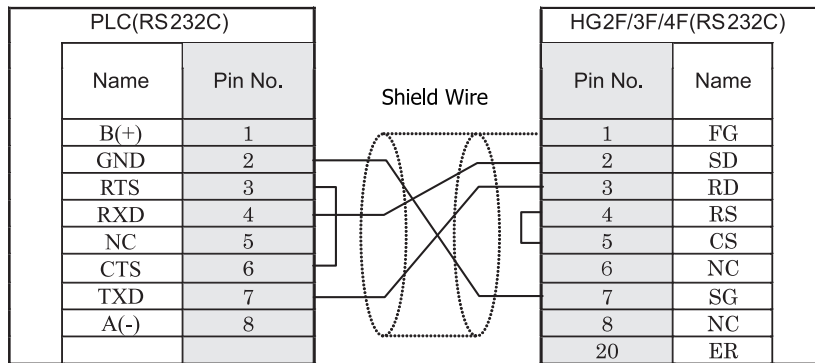 PLC(RS232C) HG2F/3F/4F(RS232C)
Name Pin No. Shield Wire Pin No. Name
B(+) 1 1 FG
GND 2 2 SD
RTS 3 3 RD
RXD 4 4 RS
NC 5 5 CS
CTS 6 6 NC
TXD 7 7 SG
A(-) 8 8 NC
20 ER